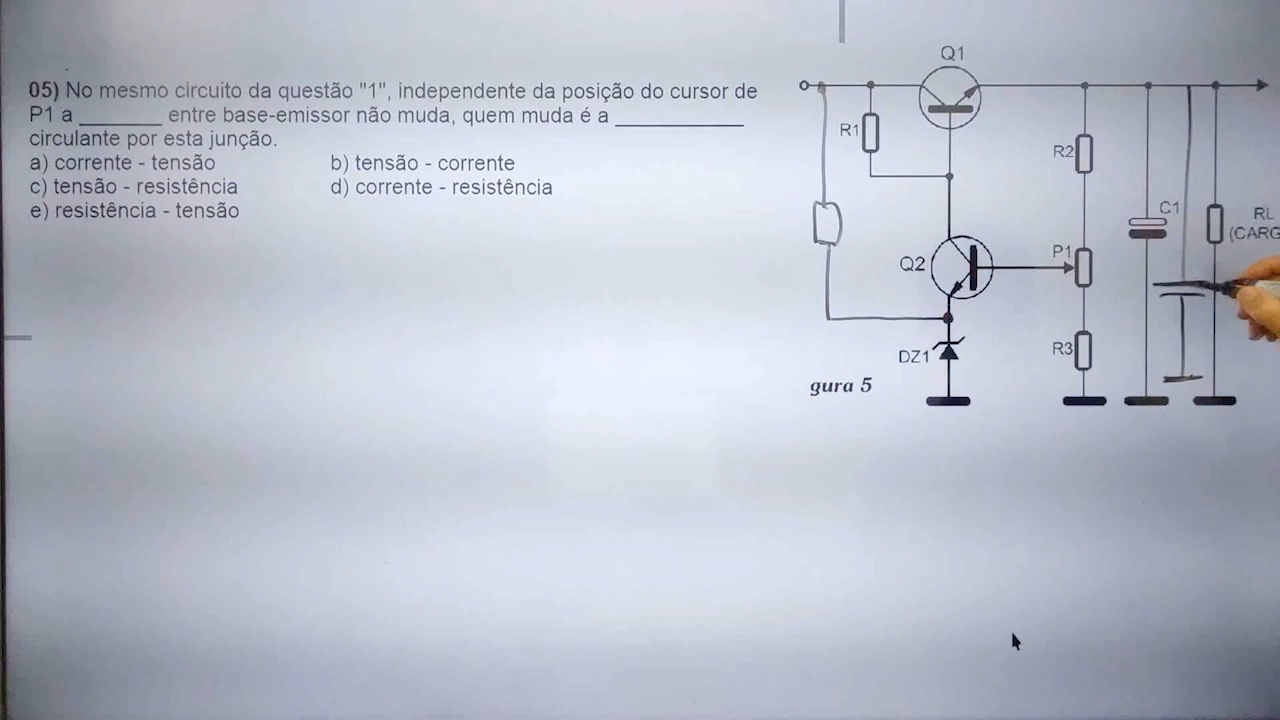 05) No mesmo circuito da questão "1", independente da posição do cursor de
P1 a ________ entre base-emissor não muda, quem muda é a ____________
circulante por esta junção.
a) corrente - tensão
b) tensão - corrente
c) tensão - resistência
d) corrente - resistência
e) resistência - tensão
Q1
R1
R2
C1
RL
(CARG
P1
Q2
DZ1
R3
gura 5